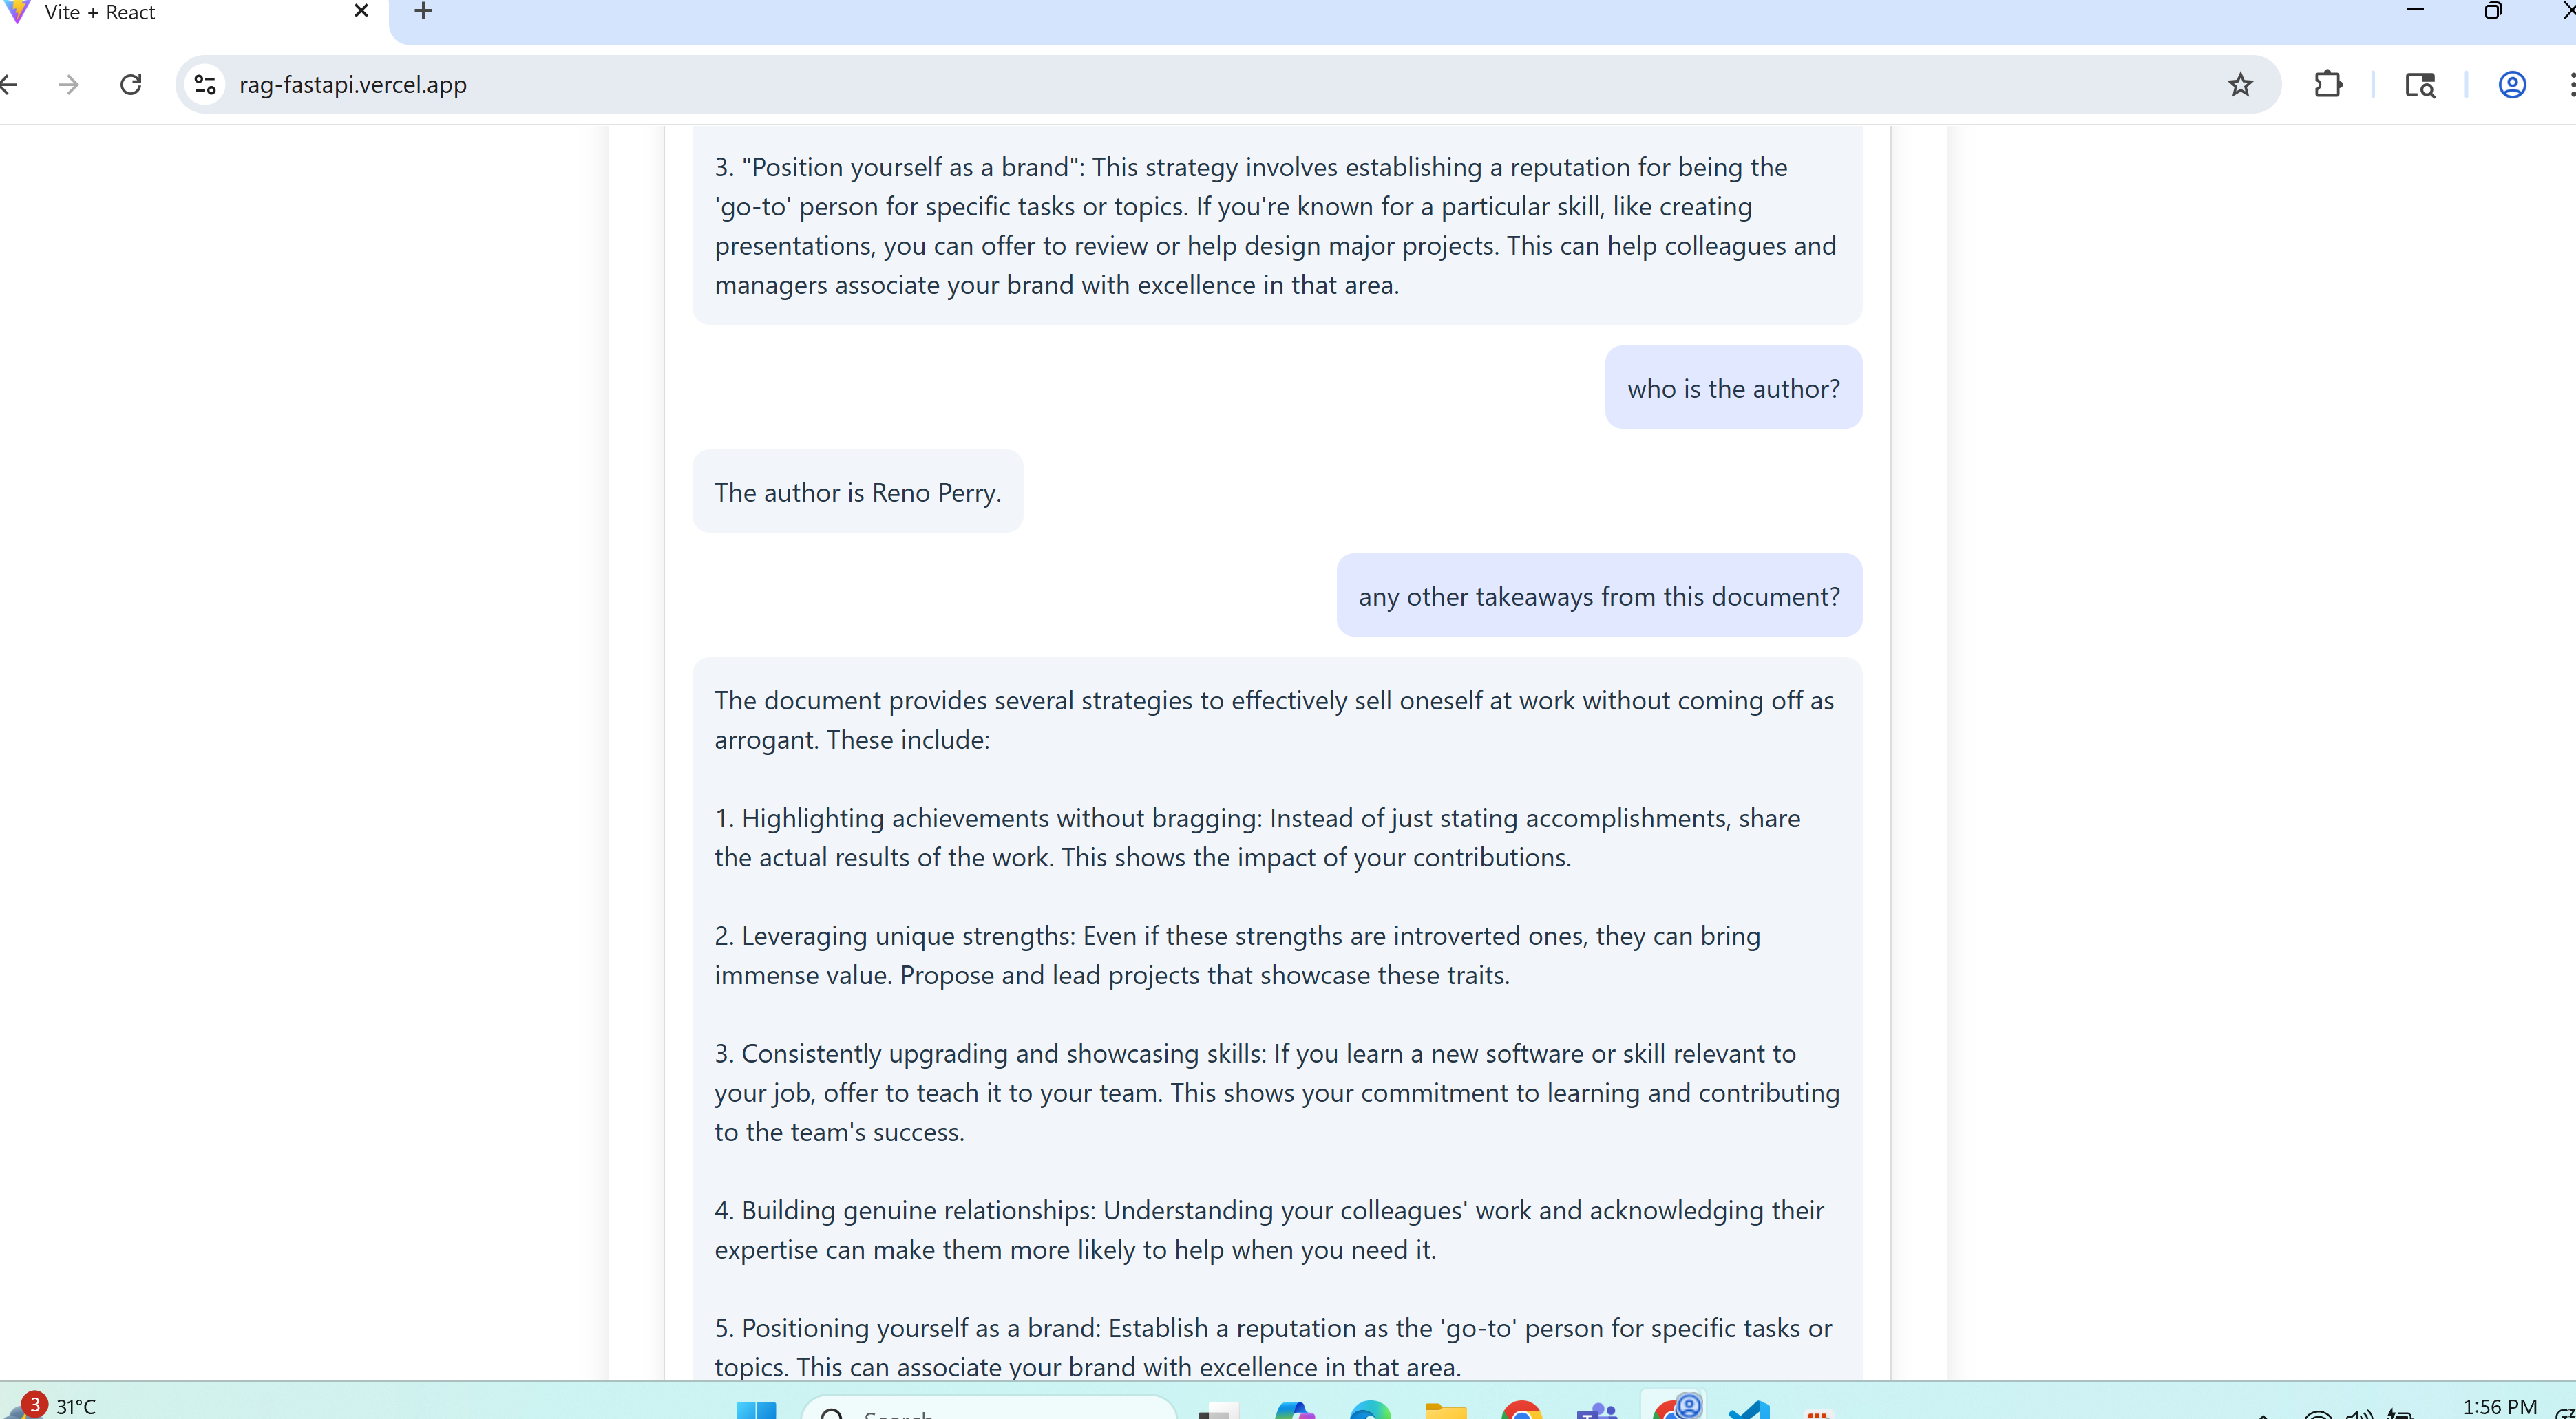 Vite + React
rag-fastapi.vercel.app
3. "Position yourself as a brand": This strategy involves establishing a reputation for being the
'go-to' person for specific tasks or topics. If you're known for a particular skill, like creating
presentations, you can offer to review or help design major projects. This can help colleagues and
managers associate your brand with excellence in that area.
who is the author?
The author is Reno Perry.
any other takeaways from this document?
The document provides several strategies to effectively sell oneself at work without coming off as
arrogant. These include:
1. Highlighting achievements without bragging: Instead of just stating accomplishments, share
the actual results of the work. This shows the impact of your contributions.
2. Leveraging unique strengths: Even if these strengths are introverted ones, they can bring
immense value. Propose and lead projects that showcase these traits.
3. Consistently upgrading and showcasing skills: If you learn a new software or skill relevant to
your job, offer to teach it to your team. This shows your commitment to learning and contributing
to the team's success.
4. Building genuine relationships: Understanding your colleagues' work and acknowledging their
expertise can make them more likely to help when you need it.
5. Positioning yourself as a brand: Establish a reputation as the 'go-to' person for specific tasks or
topics. This can associate your brand with excellence in that area.
3 31°C
Search
1:56 PM